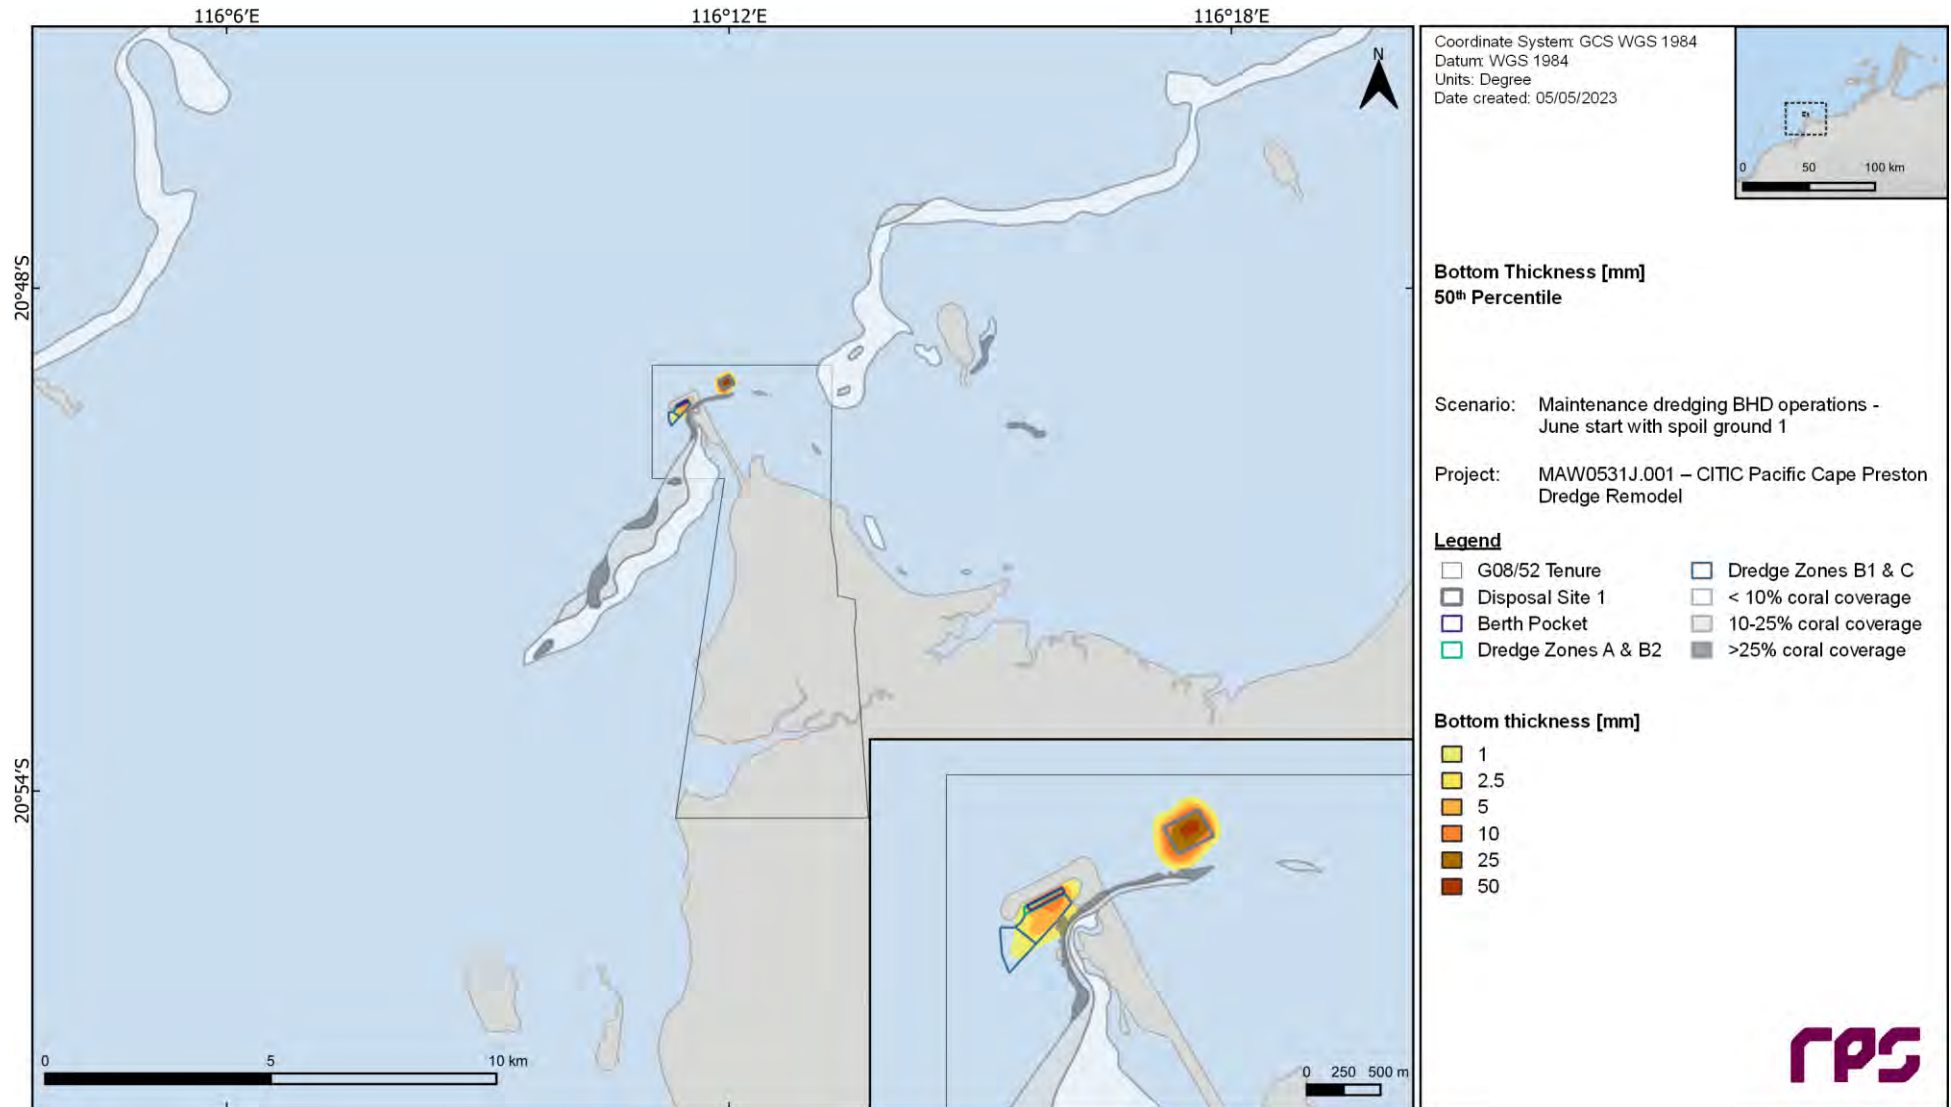 116°6'E 116°12'E 116°18'E
20°48'S
20°54'S
N
0 5 10 km
0 250 500 m
Coordinate System: GCS WGS 1984
Datum: WGS 1984
Units: Degree
Date created: 05/05/2023
0 50 100 km
Bottom Thickness [mm]
50th Percentile
Scenario: Maintenance dredging BHD operations -
June start with spoil ground 1
Project: MAW0531J.001 – CITIC Pacific Cape Preston
Dredge Remodel
Legend
G08/52 Tenure
Disposal Site 1
Berth Pocket
Dredge Zones A & B2
Dredge Zones B1 & C
< 10% coral coverage
10-25% coral coverage
>25% coral coverage
Bottom thickness [mm]
1
2.5
5
10
25
50
rps